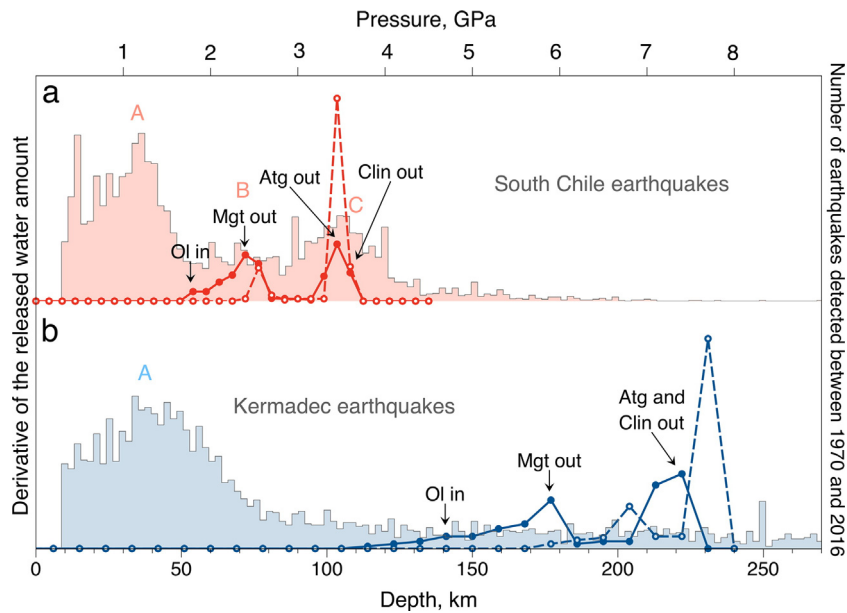 Pressure, GPa
1 2 3 4 5 6 7 8
a
A
B
C
Ol in
Mgt out
Atg out
Clin out
South Chile earthquakes
b
A
Kermadec earthquakes
Ol in
Mgt out
Atg and
Clin out
0 50 100 150 200 250
Depth, km
Derivative of the released water amount
Number of earthquakes detected between 1970 and 2016